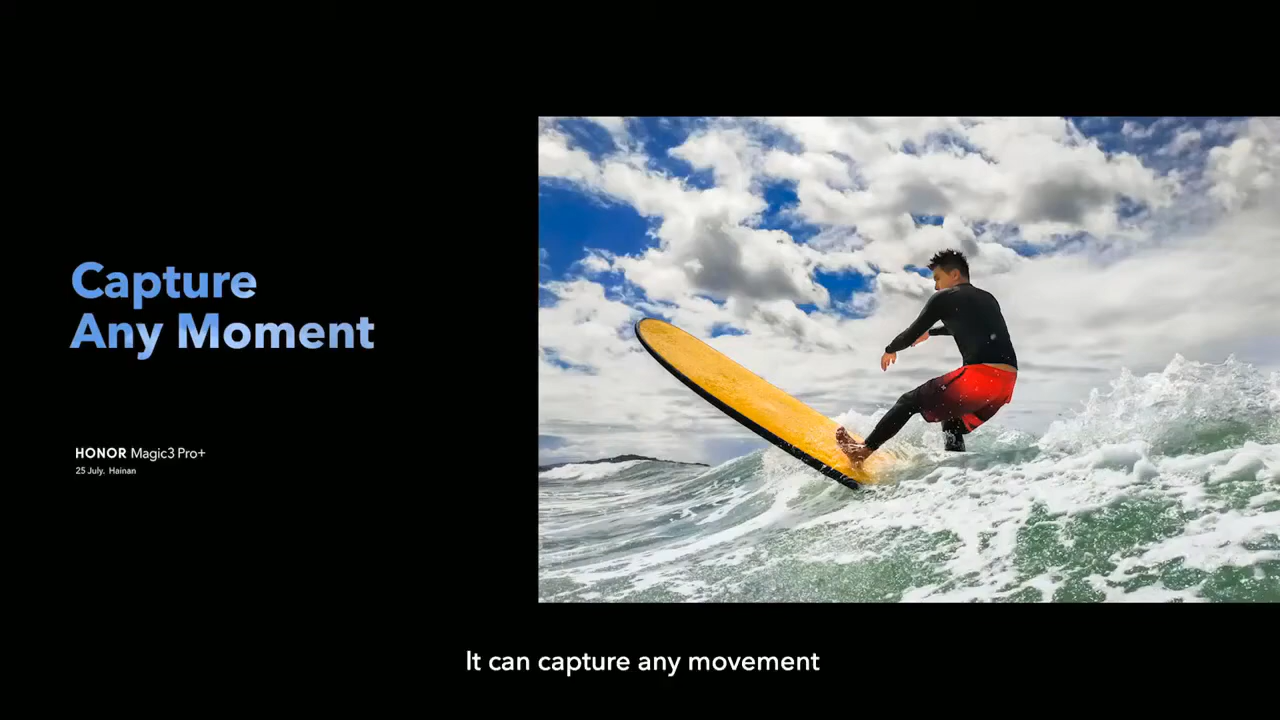 Capture
Any Moment
HONOR Magic3 Pro+
25 July. Hainan
It can capture any movement